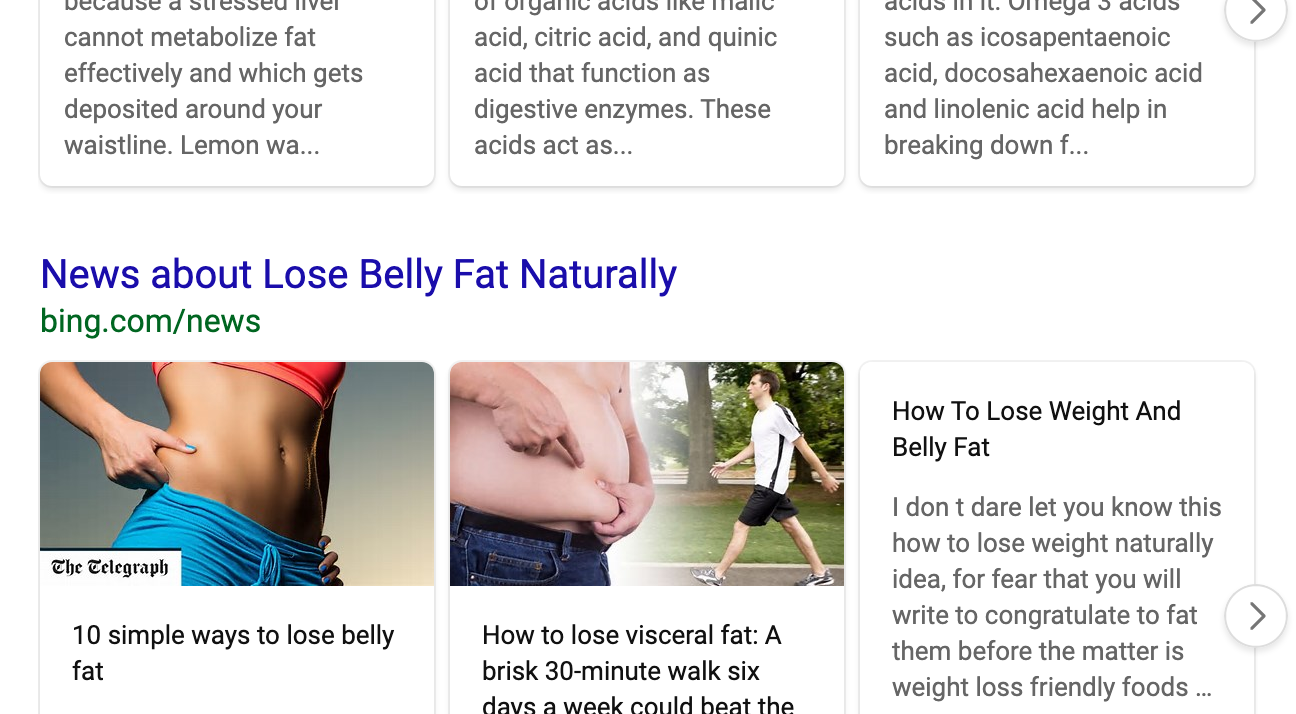 because a stressed liver
cannot metabolize fat
effectively and which gets
deposited around your
waistline. Lemon wa...
of organic acids like malic
acid, citric acid, and quinic
acid that function as
digestive enzymes. These
acids act as...
acids in it. Omega 3 acids
such as icosapentaenoic
acid, docosahexaenoic acid
and linolenic acid help in
breaking down f...
News about Lose Belly Fat Naturally
bing.com/news
The Telegraph
10 simple ways to lose belly
fat
How to lose visceral fat: A
brisk 30-minute walk six
days a week could beat the
How To Lose Weight And
Belly Fat
I don t dare let you know this
how to lose weight naturally
idea, for fear that you will
write to congratulate to fat
them before the matter is
weight loss friendly foods ...